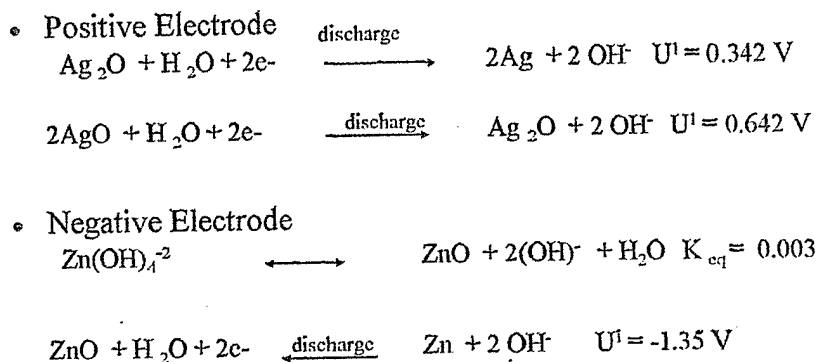 • Positive Electrode
Ag₂O + H₂O + 2e- discharge → 2Ag + 2 OH⁻ U¹ = 0.342 V
2AgO + H₂O + 2e- discharge → Ag₂O + 2 OH⁻ U¹ = 0.642 V
• Negative Electrode
Zn(OH)₄⁻² ↔ ZnO + 2(OH)⁻ + H₂O K eq = 0.003
ZnO + H₂O + 2e- discharge ← Zn + 2 OH⁻ U¹ = -1.35 V